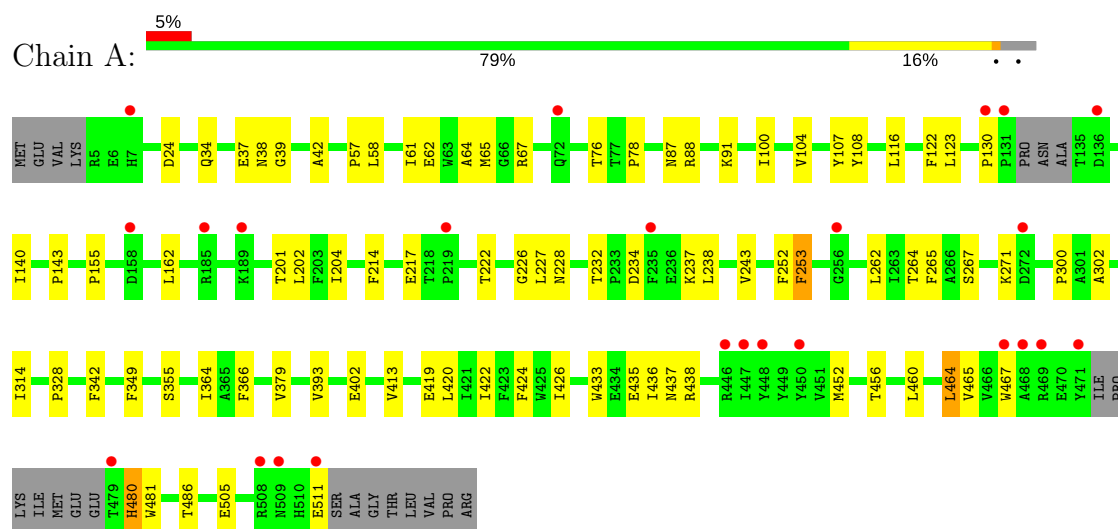 5%
Chain A:
79% 16% • •
MET GLU VAL LYS R5 E6 H7 D24 Q34 E37 N38 G39 A42 P57 L58 I61 E62 W63 A64 M65 G66 R67 Q72 T76 T77 P78 N87 R88 K91 I100 V104 Y107 Y108 L116 F122 L123 P130 P131 PRO ASN ALA T135 D136
I140 P143 P155 D158 L162 R185 K189 T201 L202 F203 I204 F214 E217 T218 P219 T222 G226 L227 N228 T232 P233 D234 F235 E236 K237 L238 V243 F252 F253 G256 L262 I263 T264 F265 A266 S267 K271 D272 P300 A301 A302
I314 P328 F342 F349 S355 I364 A365 F366 V379 V393 E402 V413 E419 L420 I421 I422 F423 F424 W425 I426 W433 E434 E435 I436 N437 R438 R446 I447 Y448 Y449 Y450 V451 M452 T456 L460 L464 V465 V466 W467 A468 R469 E470 Y471 ILE PRO
LYS ILE MET GLU GLU T479 H480 W481 T486 E505 R508 N509 H510 E511 SER ALA GLY THR LEU VAL PRO ARG